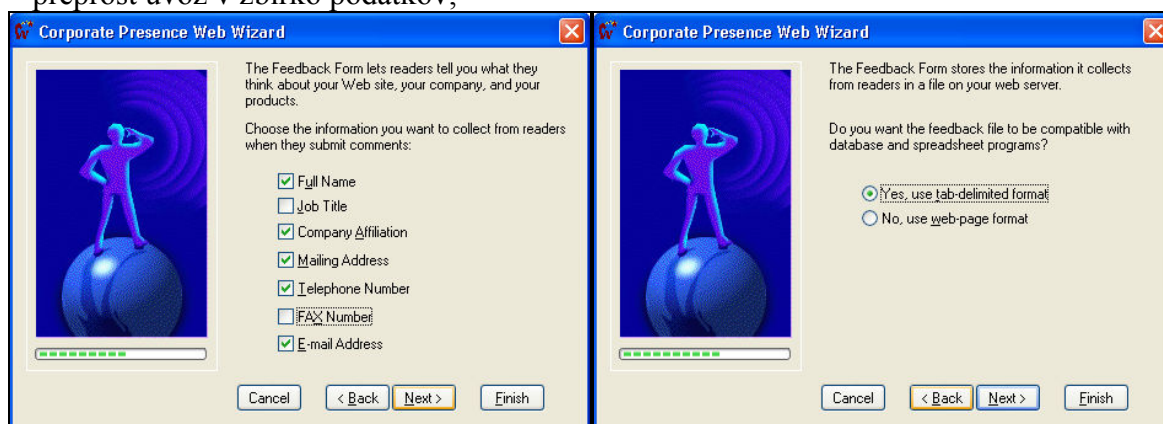 preprost uvoz v zbirko podatkov;
Corporate Presence Web Wizard
The Feedback Form lets readers tell you what they
think about your Web site, your company, and your
products.
Choose the information you want to collect from readers
when they submit comments:
Full Name
Job Title
Company Affiliation
Mailing Address
Telephone Number
FAX Number
E-mail Address
Cancel
< Back
Next >
Finish
Corporate Presence Web Wizard
The Feedback Form stores the information it collects
from readers in a file on your web server.
Do you want the feedback file to be compatible with
database and spreadsheet programs?
Yes, use tab-delimited format
No, use web-page format
Cancel
< Back
Next >
Finish